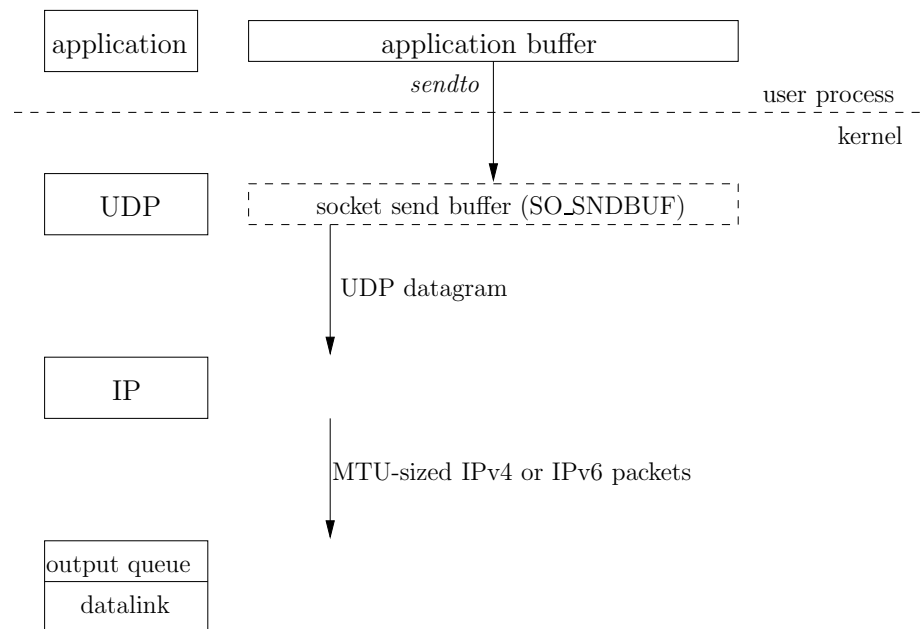 application
application buffer
sendto
user process
kernel
UDP
socket send buffer (SO_SNDBUF)
UDP datagram
IP
MTU-sized IPv4 or IPv6 packets
output queue
datalink